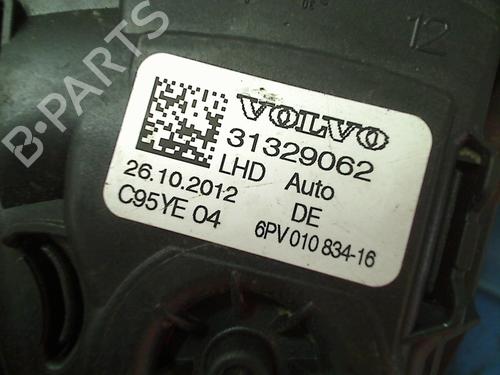 12
VOLVO
31329062
LHD Auto
26.10.2012 DE
C95YE 04 6PV 010 834-16
B-PARTS